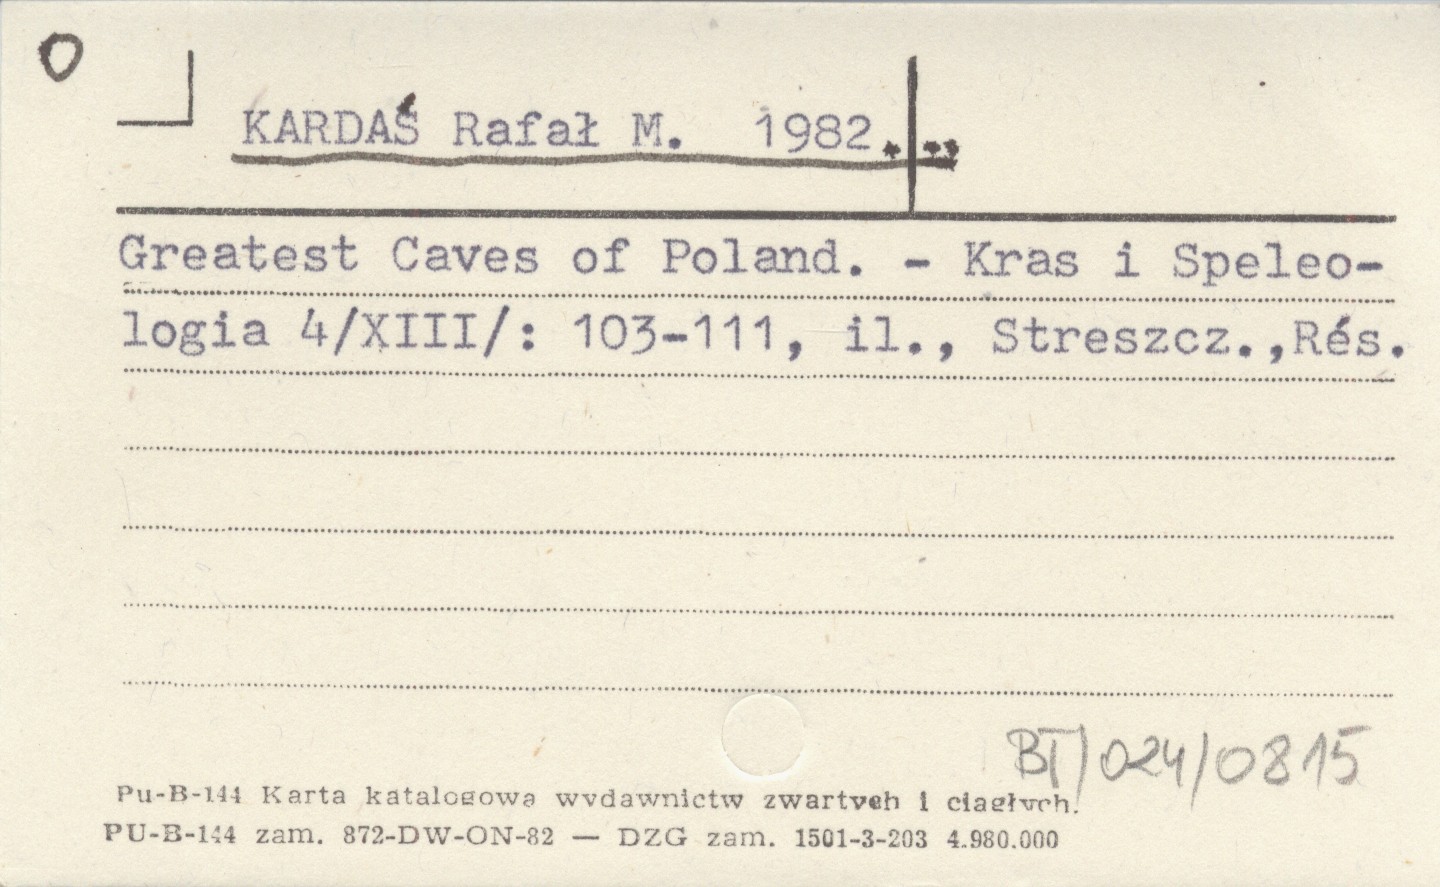 O
KARDAŚ Rafał M. 1982...
Greatest Caves of Poland. - Kras i Speleo-
logia 4/XIII/: 103-111, il., Streszcz.,Rés.
BT/024/0815
Pu-B-144 Karta katalogowa wydawnictw zwartych i ciągłych.
PU-B-144 zam. 872-DW-ON-82 — DZG zam. 1501-3-203 4.980.000